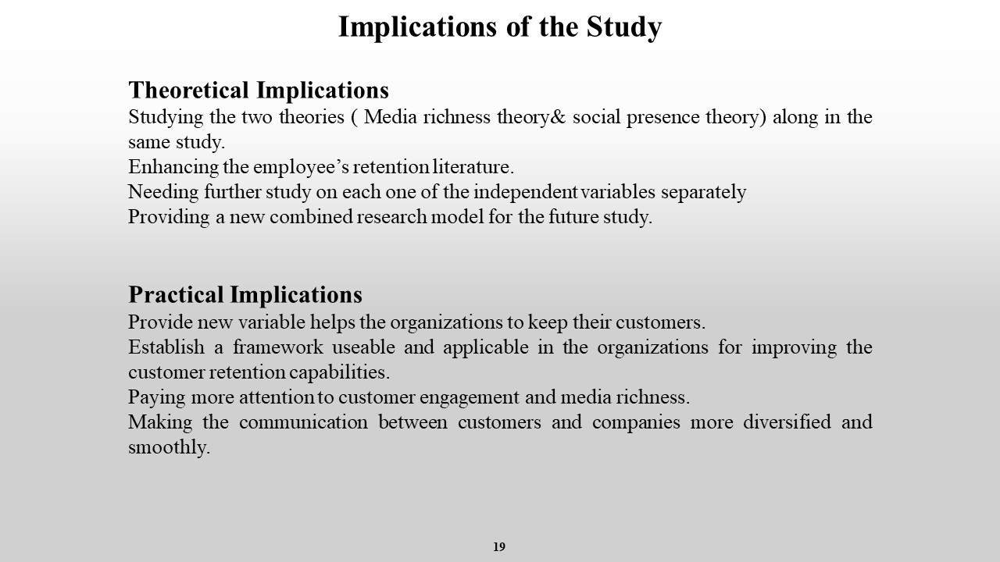 Implications of the Study
Theoretical Implications
Studying the two theories ( Media richness theory& social presence theory) along in the
same study.
Enhancing the employee’s retention literature.
Needing further study on each one of the independent variables separately
Providing a new combined research model for the future study.
Practical Implications
Provide new variable helps the organizations to keep their customers.
Establish a framework useable and applicable in the organizations for improving the
customer retention capabilities.
Paying more attention to customer engagement and media richness.
Making the communication between customers and companies more diversified and
smoothly.
19